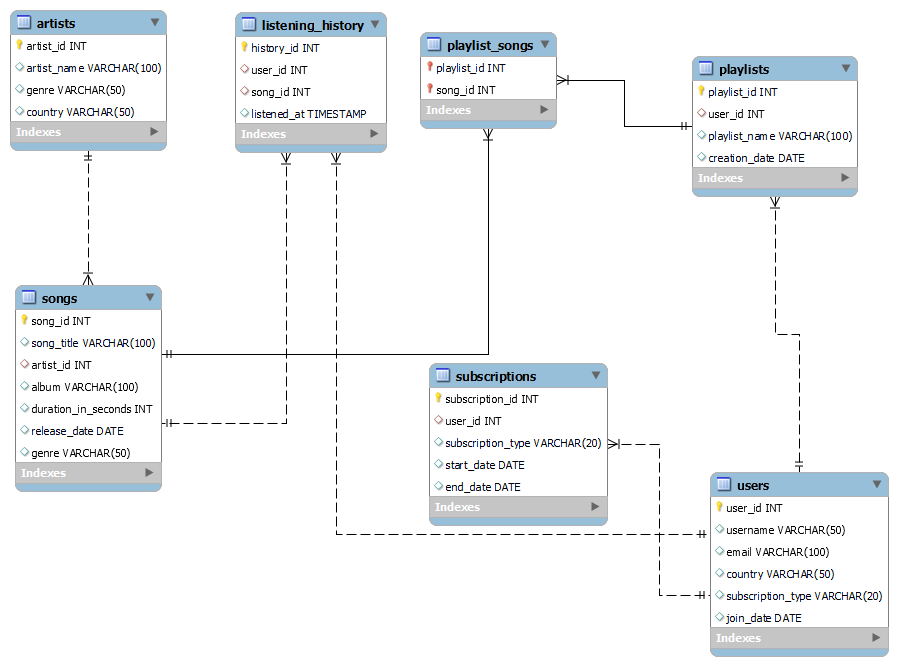 artists
artist_id INT
artist_name VARCHAR(100)
genre VARCHAR(50)
country VARCHAR(50)
Indexes
listening_history
history_id INT
user_id INT
song_id INT
listened_at TIMESTAMP
Indexes
playlist_songs
playlist_id INT
song_id INT
Indexes
playlists
playlist_id INT
user_id INT
playlist_name VARCHAR(100)
creation_date DATE
Indexes
songs
song_id INT
song_title VARCHAR(100)
artist_id INT
album VARCHAR(100)
duration_in_seconds INT
release_date DATE
genre VARCHAR(50)
Indexes
subscriptions
subscription_id INT
user_id INT
subscription_type VARCHAR(20)
start_date DATE
end_date DATE
Indexes
users
user_id INT
username VARCHAR(50)
email VARCHAR(100)
country VARCHAR(50)
subscription_type VARCHAR(20)
join_date DATE
Indexes